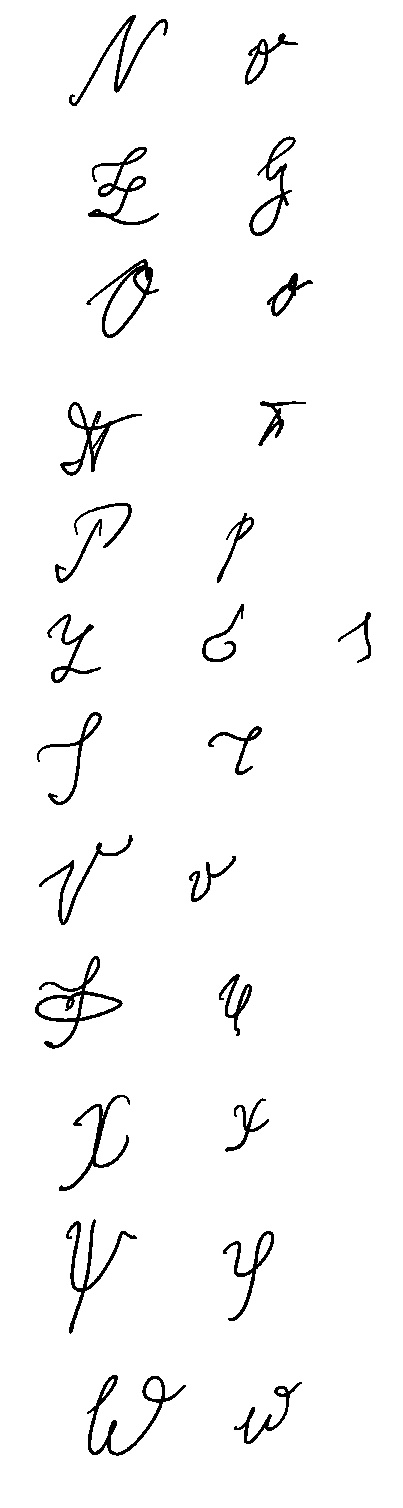 Ν ν
Ξ ξ
Ο ο
Π π
Ρ ρ
Σ σ ς
Τ τ
Υ υ
Φ φ
Χ χ
Ψ ψ
Ω ω